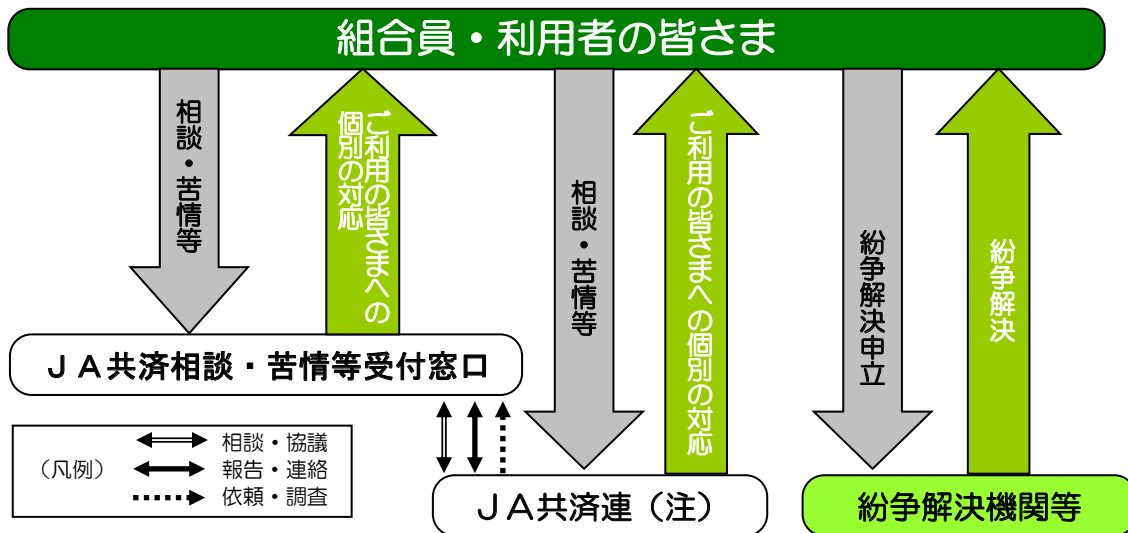 組合員・利用者の皆さま
相談・苦情等
ご利用の皆さまへの
個別の対応
相談・苦情等
ご利用の皆さまへの個別の対応
紛争解決申立
紛争解決
JA共済相談・苦情等受付窓口
（凡例）
相談・協議
報告・連絡
依頼・調査
JA共済連（注）
紛争解決機関等